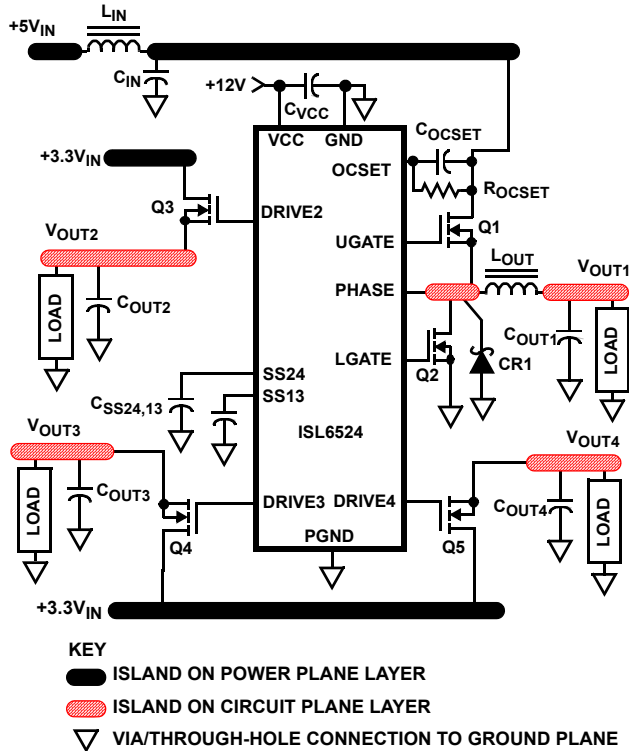 +5VIN
LIN
CIN
+12V
CVCC
VCC GND
COCSET
OCSET
ROCSET
+3.3VIN
Q3
DRIVE2
Q1
UGATE
VOUT2
LOUT
VOUT1
PHASE
LOAD
COUT2
COUT1
LOAD
LGATE
Q2
CR1
SS24
SS13
CSS24,13
ISL6524
VOUT3
VOUT4
LOAD
COUT3
DRIVE3 DRIVE4
COUT4
LOAD
Q4
PGND
Q5
+3.3VIN
KEY
ISLAND ON POWER PLANE LAYER
ISLAND ON CIRCUIT PLANE LAYER
VIA/THROUGH-HOLE CONNECTION TO GROUND PLANE